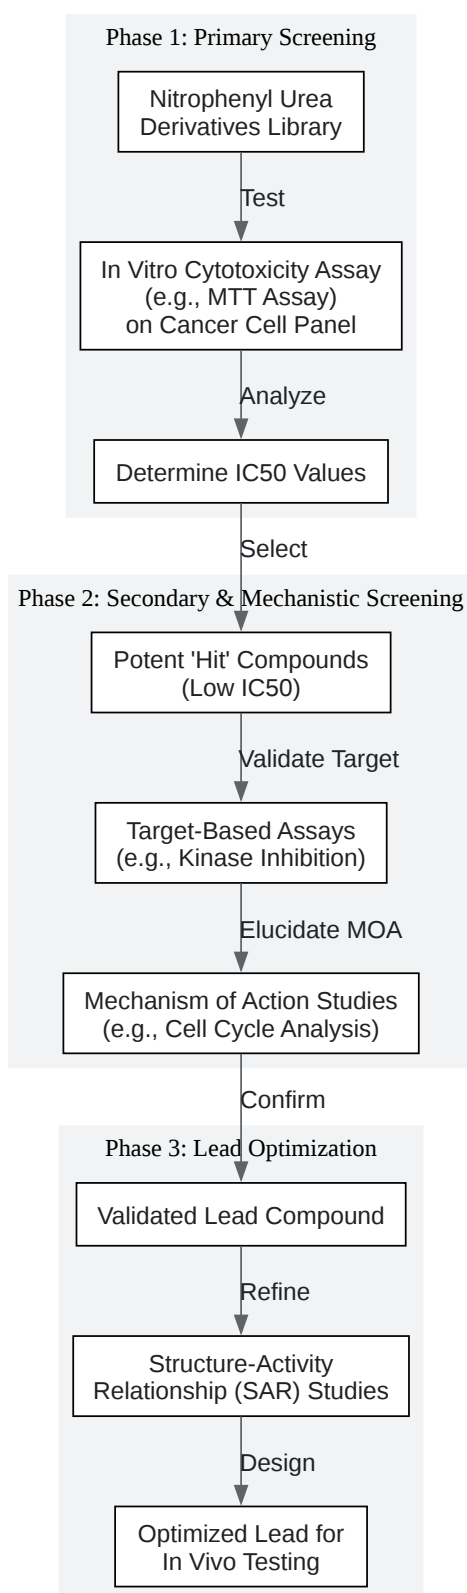 Phase 1: Primary Screening
Nitrophenyl Urea
Derivatives Library
Test
In Vitro Cytotoxicity Assay
(e.g., MTT Assay)
on Cancer Cell Panel
Analyze
Determine IC50 Values
Select
Phase 2: Secondary & Mechanistic Screening
Potent 'Hit' Compounds
(Low IC50)
Validate Target
Target-Based Assays
(e.g., Kinase Inhibition)
Elucidate MOA
Mechanism of Action Studies
(e.g., Cell Cycle Analysis)
Confirm
Phase 3: Lead Optimization
Validated Lead Compound
Refine
Structure-Activity
Relationship (SAR) Studies
Design
Optimized Lead for
In Vivo Testing